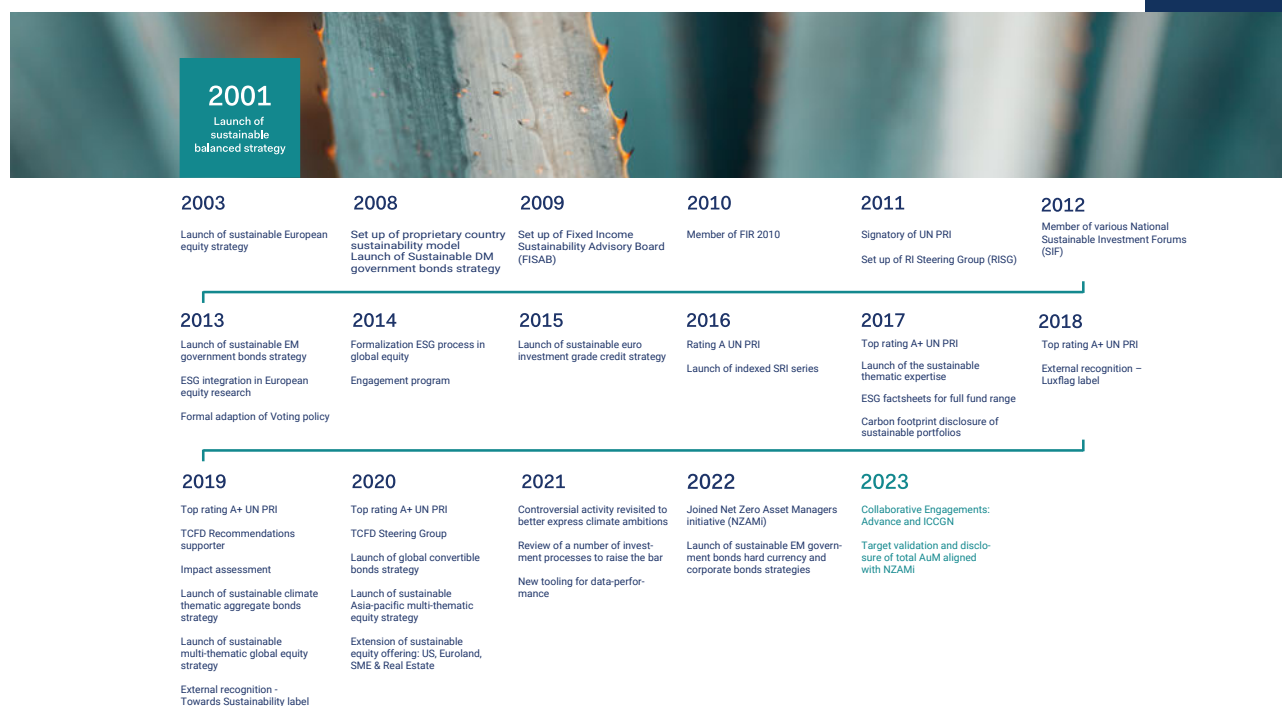 2001
Launch of
sustainable
balanced strategy
2003
Launch of sustainable European
equity strategy
2008
Set up of proprietary country
sustainability model
Launch of Sustainable DM
government bonds strategy
2009
Set up of Fixed Income
Sustainability Advisory Board
(FISAB)
2010
Member of FIR 2010
2011
Signatory of UN PRI
Set up of RI Steering Group (RISG)
2012
Member of various National
Sustainable Investment Forums
(SIF)
2013
Launch of sustainable EM
government bonds strategy
ESG integration in European
equity research
Formal adaption of Voting policy
2014
Formalization ESG process in
global equity
Engagement program
2015
Launch of sustainable euro
investment grade credit strategy
2016
Rating A UN PRI
Launch of indexed SRI series
2017
Top rating A+ UN PRI
Launch of the sustainable
thematic expertise
ESG factsheets for full fund range
Carbon footprint disclosure of
sustainable portfolios
2018
Top rating A+ UN PRI
External recognition –
Luxflag label
2019
Top rating A+ UN PRI
TCFD Recommendations
supporter
Impact assessment
Launch of sustainable climate
thematic aggregate bonds
strategy
Launch of sustainable
multi-thematic global equity
strategy
External recognition -
Towards Sustainability label
2020
Top rating A+ UN PRI
TCFD Steering Group
Launch of global convertible
bonds strategy
Launch of sustainable
Asia-pacific multi-thematic
equity strategy
Extension of sustainable
equity offering: US, Euroland,
SME & Real Estate
2021
Controversial activity revisited to
better express climate ambitions
Review of a number of invest-
ment processes to raise the bar
New tooling for data-perfor-
mance
2022
Joined Net Zero Asset Managers
initiative (NZAMi)
Launch of sustainable EM govern-
ment bonds hard currency and
corporate bonds strategies
2023
Collaborative Engagements:
Advance and ICCGN
Target validation and disclo-
sure of total AuM aligned
with NZAMi